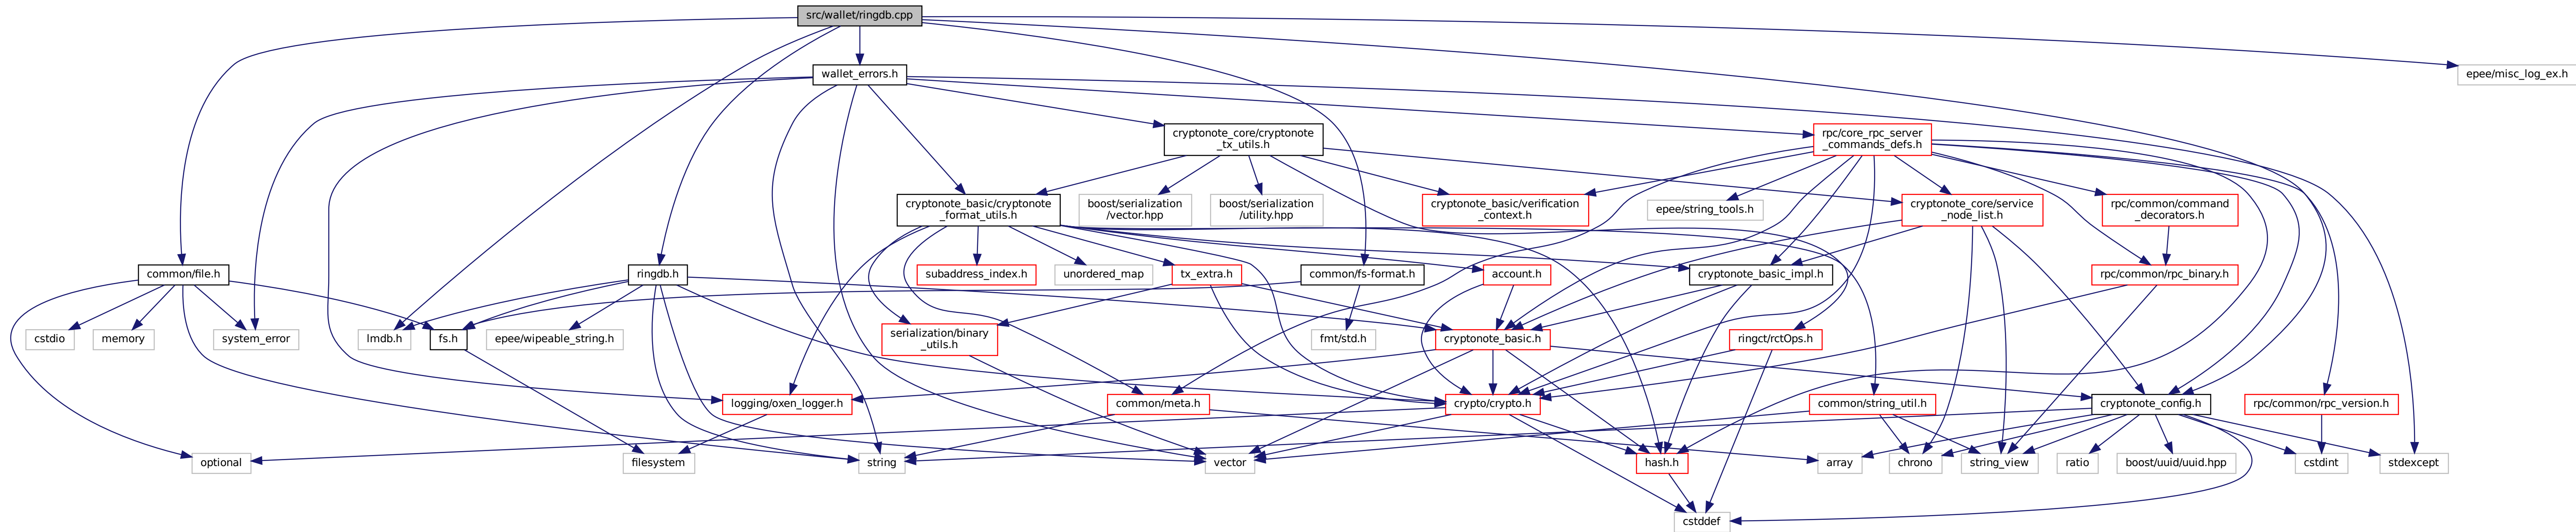 src/wallet/ringdb.cpp
wallet_errors.h
epee/misc_log_ex.h
cryptonote_core/cryptonote
_tx_utils.h
rpc/core_rpc_server
_commands_defs.h
cryptonote_basic/cryptonote
_format_utils.h
boost/serialization
/vector.hpp
boost/serialization
/utility.hpp
cryptonote_basic/verification
_context.h
epee/string_tools.h
cryptonote_core/service
_node_list.h
rpc/common/command
_decorators.h
common/file.h
ringdb.h
subaddress_index.h
unordered_map
tx_extra.h
common/fs-format.h
account.h
cryptonote_basic_impl.h
rpc/common/rpc_binary.h
cstdio
memory
system_error
lmdb.h
fs.h
epee/wipeable_string.h
serialization/binary
_utils.h
fmt/std.h
cryptonote_basic.h
ringct/rctOps.h
logging/oxen_logger.h
common/meta.h
crypto/crypto.h
common/string_util.h
cryptonote_config.h
rpc/common/rpc_version.h
optional
filesystem
string
vector
hash.h
array
chrono
string_view
ratio
boost/uuid/uuid.hpp
cstdint
stdexcept
cstddef